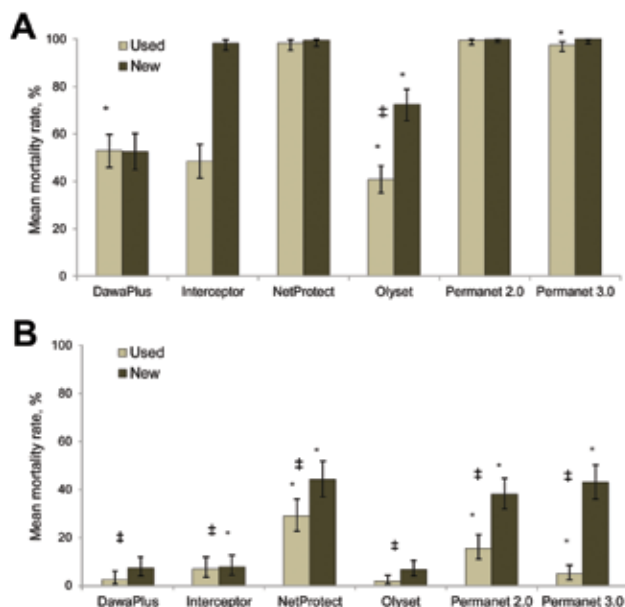 A
Used
New
Mean mortality rate, %
100
80
60
40
20
0
* * ‡ * *
DawaPlus Interceptor NetProtect Olyset Permanet 2.0 Permanet 3.0
B
Used
New
Mean mortality rate, %
100
80
60
40
20
0
‡ ‡ * * ‡ * ‡ * ‡ * * ‡ *
DawaPlus Interceptor NetProtect Olyset Permanet 2.0 Permanet 3.0